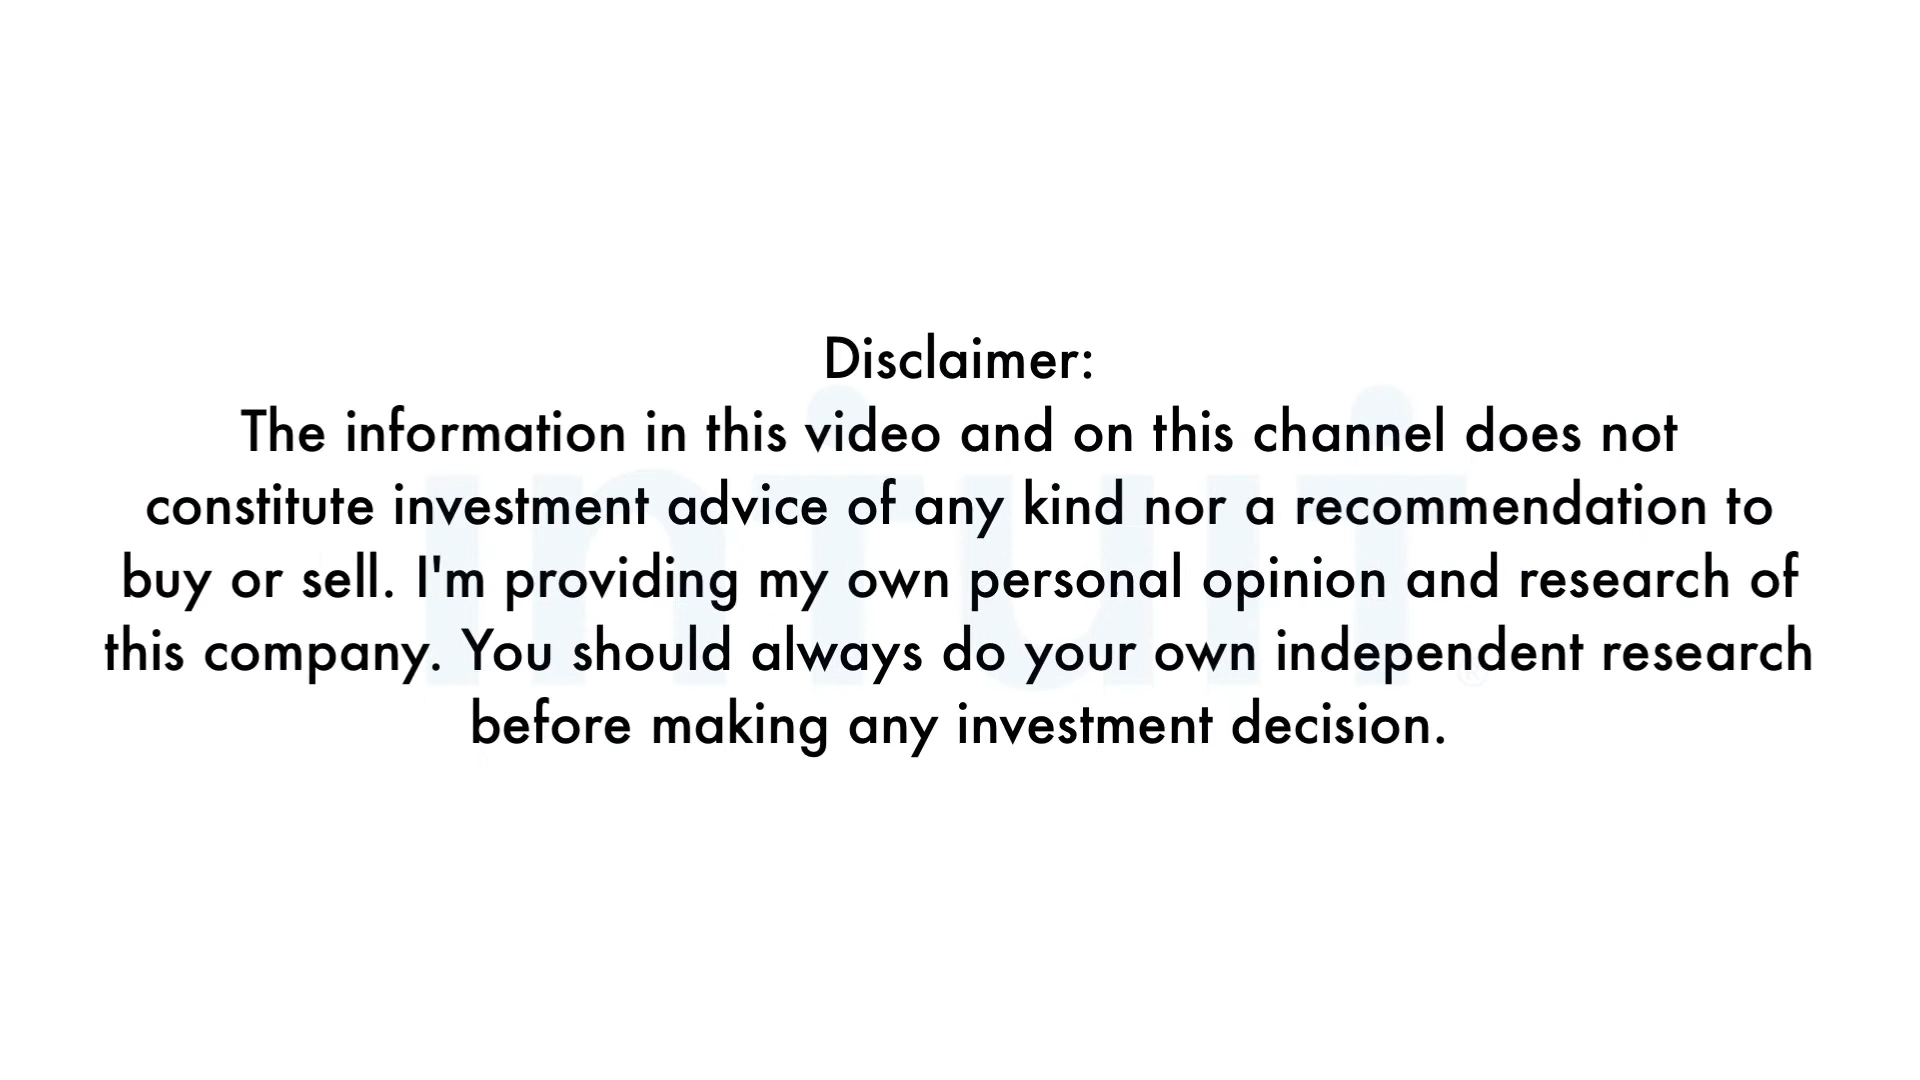 Disclaimer:
The information in this video and on this channel does not
constitute investment advice of any kind nor a recommendation to
buy or sell. I'm providing my own personal opinion and research of
this company. You should always do your own independent research
before making any investment decision.
intuit®